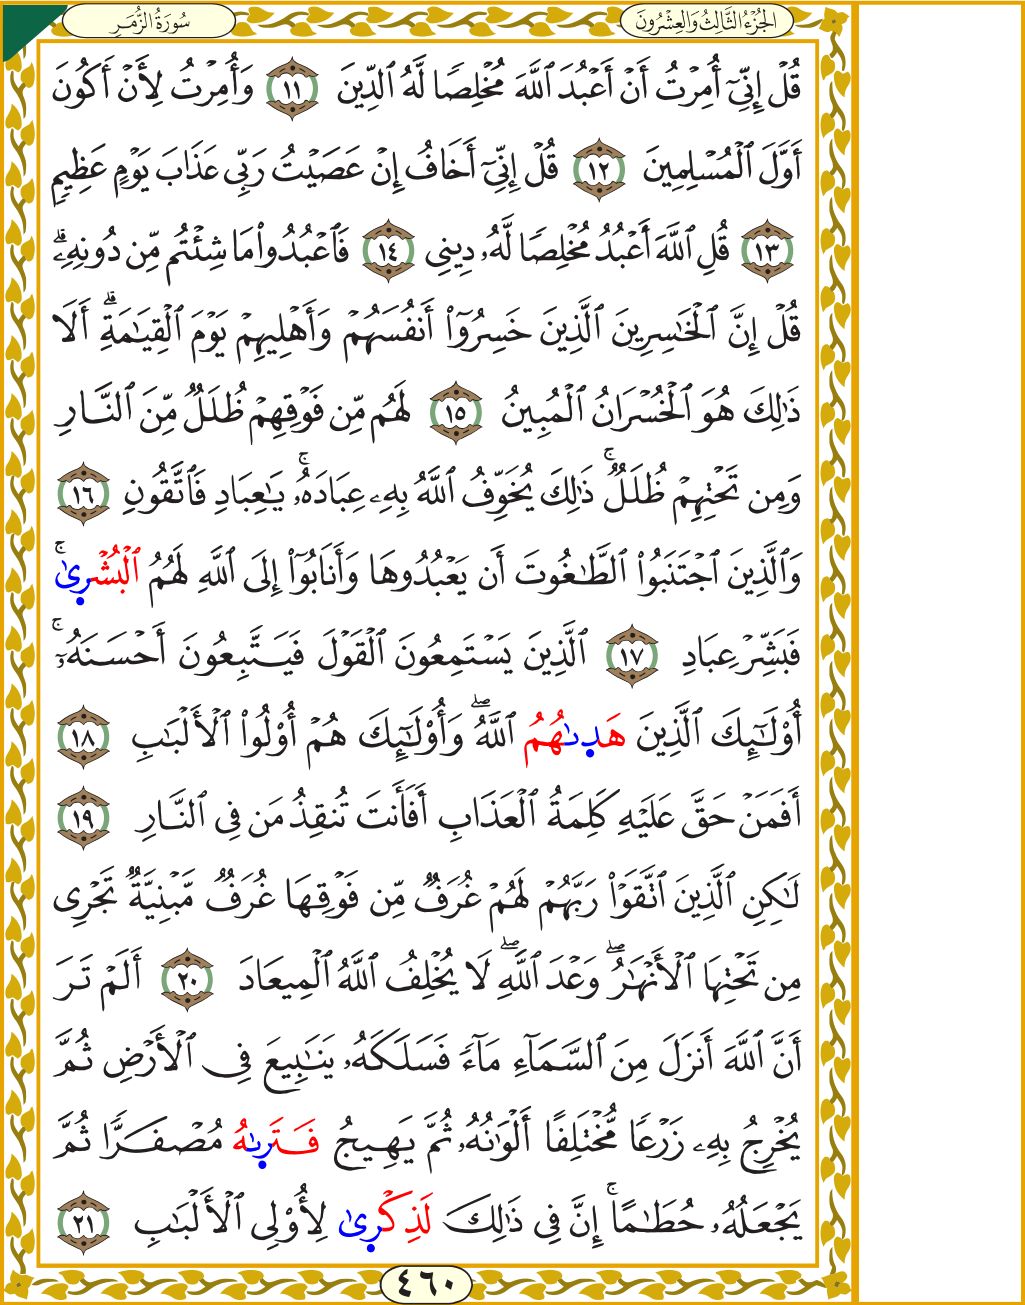 الجُزْءُ الثَّالِثُ وَالعِشْرُونَ
سُورَةُ الزُّمَرِ
قُلۡ إِنِّيٓ أُمِرۡتُ أَنۡ أَعۡبُدَ ٱللَّهَ مُخۡلِصٗا لَّهُ ٱلدِّينَ ١١ وَأُمِرۡتُ لِأَنۡ أَكُونَ
أَوَّلَ ٱلۡمُسۡلِمِينَ ١٢ قُلۡ إِنِّيٓ أَخَافُ إِنۡ عَصَيۡتُ رَبِّي عَذَابَ يَوۡمٍ عَظِيمٖ
١٣ قُلِ ٱللَّهَ أَعۡبُدُ مُخۡلِصٗا لَّهُۥ دِينِي ١٤ فَٱعۡبُدُواْ مَا شِئۡتُم مِّن دُونِهِۦۗ
قُلۡ إِنَّ ٱلۡخَٰسِرِينَ ٱلَّذِينَ خَسِرُوٓاْ أَنفُسَهُمۡ وَأَهۡلِيهِمۡ يَوۡمَ ٱلۡقِيَٰمَةِۗ أَلَا
ذَٰلِكَ هُوَ ٱلۡخُسۡرَانُ ٱلۡمُبِينُ ١٥ لَهُم مِّن فَوۡقِهِمۡ ظُلَلٞ مِّنَ ٱلنَّارِ
وَمِن تَحۡتِهِمۡ ظُلَلٞۚ ذَٰلِكَ يُخَوِّفُ ٱللَّهُ بِهِۦ عِبَادَهُۥۚ يَٰعِبَادِ فَٱتَّقُونِ ١٦
وَٱلَّذِينَ ٱجۡتَنَبُواْ ٱلطَّٰغُوتَ أَن يَعۡبُدُوهَا وَأَنَابُوٓاْ إِلَى ٱللَّهِ لَهُمُ ٱلۡبُشۡرىٰۚ
فَبَشِّرۡ عِبَادِ ١٧ ٱلَّذِينَ يَسۡتَمِعُونَ ٱلۡقَوۡلَ فَيَتَّبِعُونَ أَحۡسَنَهُۥٓۚ
أُوْلَٰٓئِكَ ٱلَّذِينَ هَدىٰهُمُ ٱللَّهُۖ وَأُوْلَٰٓئِكَ هُمۡ أُوْلُواْ ٱلۡأَلۡبَٰبِ ١٨
أَفَمَنۡ حَقَّ عَلَيۡهِ كَلِمَةُ ٱلۡعَذَابِ أَفَأَنتَ تُنقِذُ مَن فِي ٱلنَّارِ ١٩
لَٰكِنِ ٱلَّذِينَ ٱتَّقَوۡاْ رَبَّهُمۡ لَهُمۡ غُرَفٞ مِّن فَوۡقِهَا غُرَفٞ مَّبۡنِيَّةٞ تَجۡرِي
مِن تَحۡتِهَا ٱلۡأَنۡهَٰرُۖ وَعۡدَ ٱللَّهِۖ لَا يُخۡلِفُ ٱللَّهُ ٱلۡمِيعَادَ ٢٠ أَلَمۡ تَرَ
أَنَّ ٱللَّهَ أَنزَلَ مِنَ ٱلسَّمَآءِ مَآءٗ فَسَلَكَهُۥ يَنَٰبِيعَ فِي ٱلۡأَرۡضِ ثُمَّ
يُخۡرِجُ بِهِۦ زَرۡعٗا مُّخۡتَلِفًا أَلۡوَٰنُهُۥ ثُمَّ يَهِيجُ فَتَرىٰهُ مُصۡفَرّٗا ثُمَّ
يَجۡعَلُهُۥ حُطَٰمًاۚ إِنَّ فِي ذَٰلِكَ لَذِكۡرىٰ لِأُوْلِي ٱلۡأَلۡبَٰبِ ٢١
٤٦٠